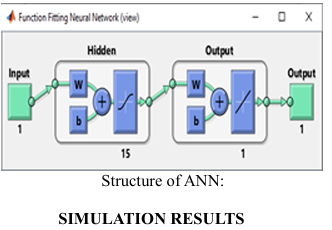 Function Fitting Neural Network (view)
Hidden
Output
Input
Output
W
W
b
b
1
15
1
1
Structure of ANN:
SIMULATION RESULTS